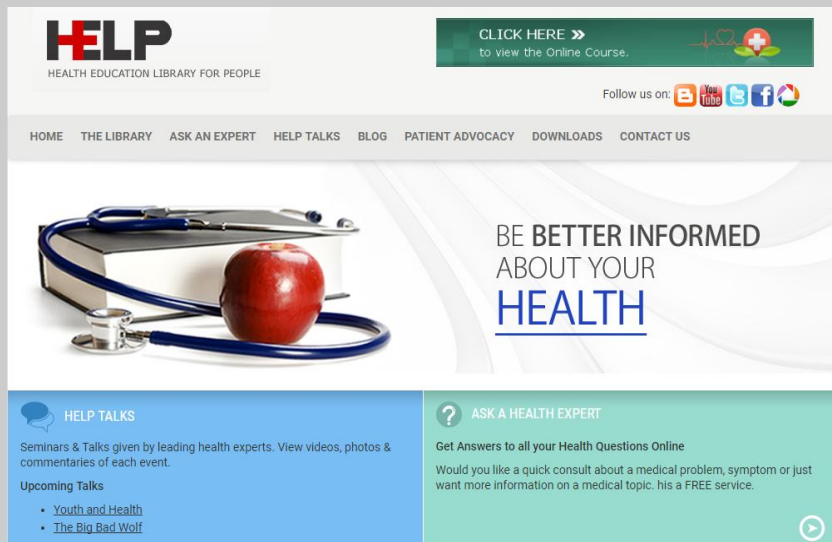 HELP
HEALTH EDUCATION LIBRARY FOR PEOPLE
CLICK HERE »
to view the Online Course.
Follow us on:
You
Tube
HOME THE LIBRARY ASK AN EXPERT HELP TALKS BLOG PATIENT ADVOCACY DOWNLOADS CONTACT US
BE BETTER INFORMED
ABOUT YOUR
HEALTH
HELP TALKS
Seminars & Talks given by leading health experts. View videos, photos &
commentaries of each event.
Upcoming Talks
• Youth and Health
• The Big Bad Wolf
? ASK A HEALTH EXPERT
Get Answers to all your Health Questions Online
Would you like a quick consult about a medical problem, symptom or just
want more information on a medical topic. his a FREE service.